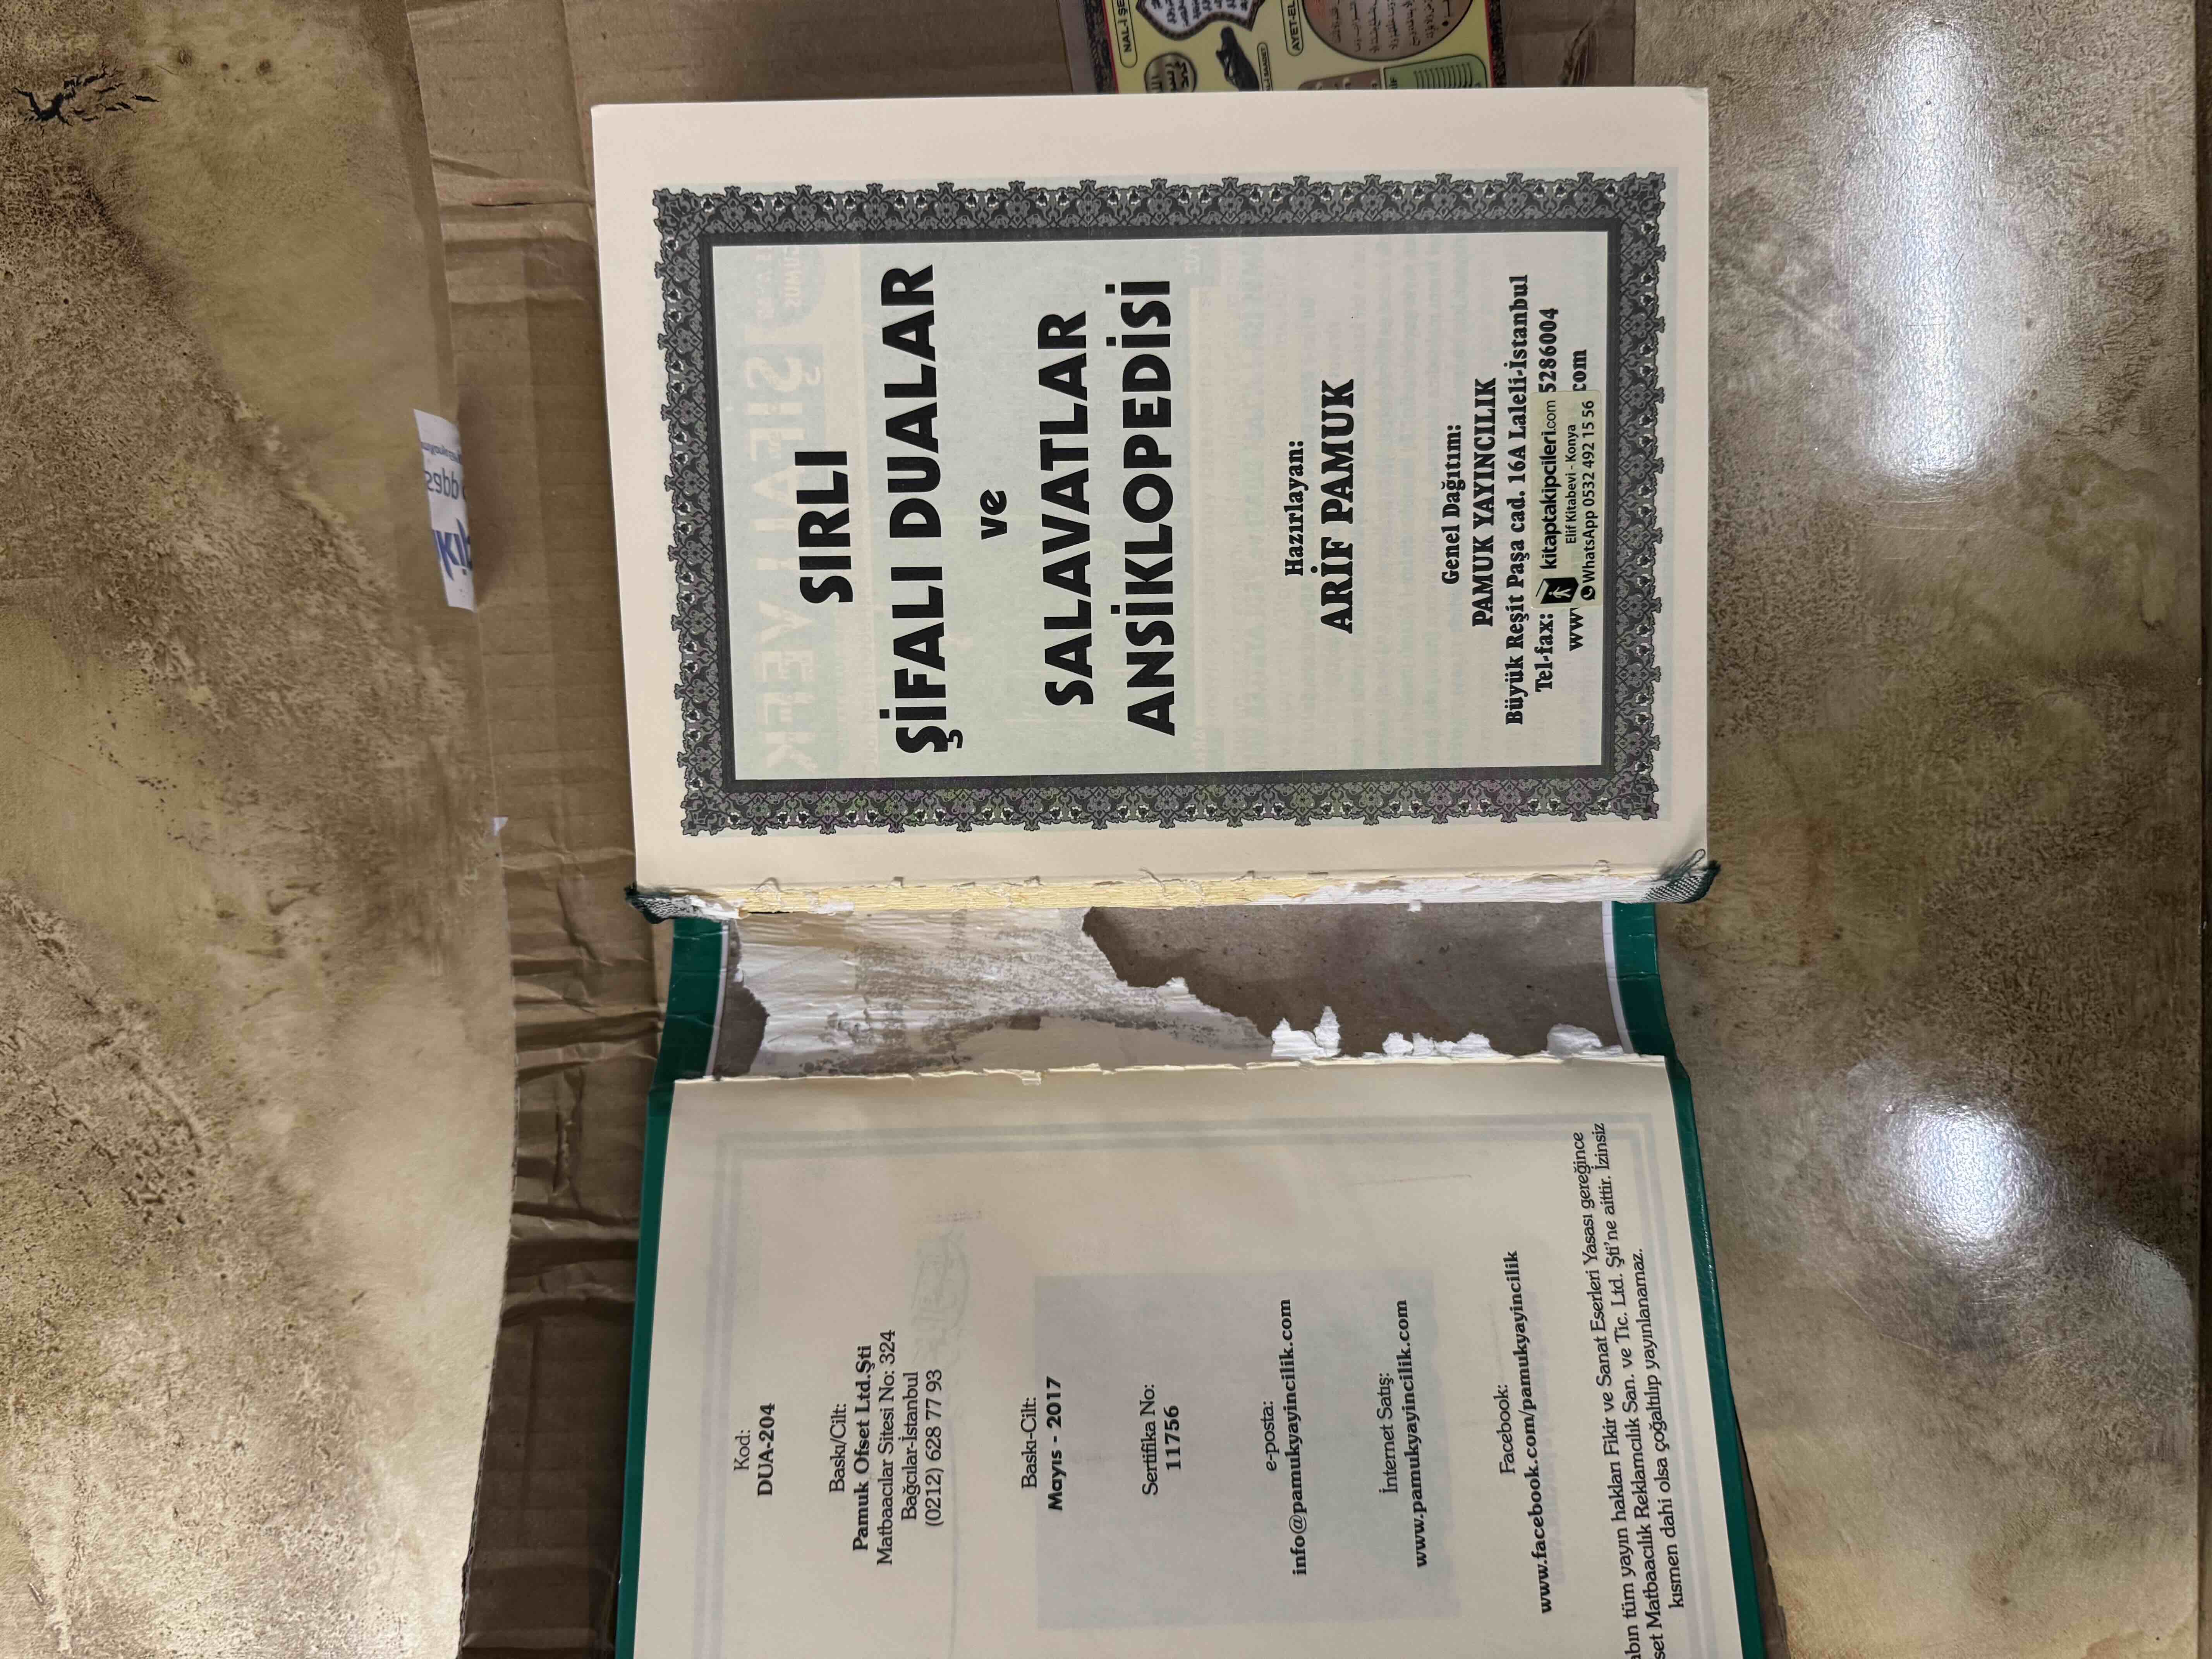 Kod:
DUA-204
Baskı/Cilt:
Pamuk Ofset Ltd.Şti
Matbaacılar Sitesi No: 324
Bağcılar-İstanbul
(0212) 628 77 93
Baskı-Cilt:
Mayıs - 2017
Sertifika No:
11756
e-posta:
info@pamukyayincilik.com
İnternet Satış:
www.pamukyayincilik.com
Facebook:
www.facebook.com/pamukyayincilik
tüm yayın hakları Fikir ve Sanat Eserleri Yasası gereğince
Matbaacılık Reklamcılık San. ve Tic. Ltd. Şti'ne aittir. İzinsiz
kısmen dahi olsa çoğaltılıp yayınlanamaz.
SIRLI
ŞİFALI DUALAR
ve
SALAVATLAR
ANSİKLOPEDİSİ
Hazırlayan:
ARİF PAMUK
Genel Dağıtım:
PAMUK YAYINCILIK
Büyük Reşit Paşa cad. 16A Laleli-İstanbul
Tel-fax: 5286004
com
kitaptakipcileri.com
Elif Kitabevi - Konya
WhatsApp 0532 492 15 56
NAL-I
AYET-EL